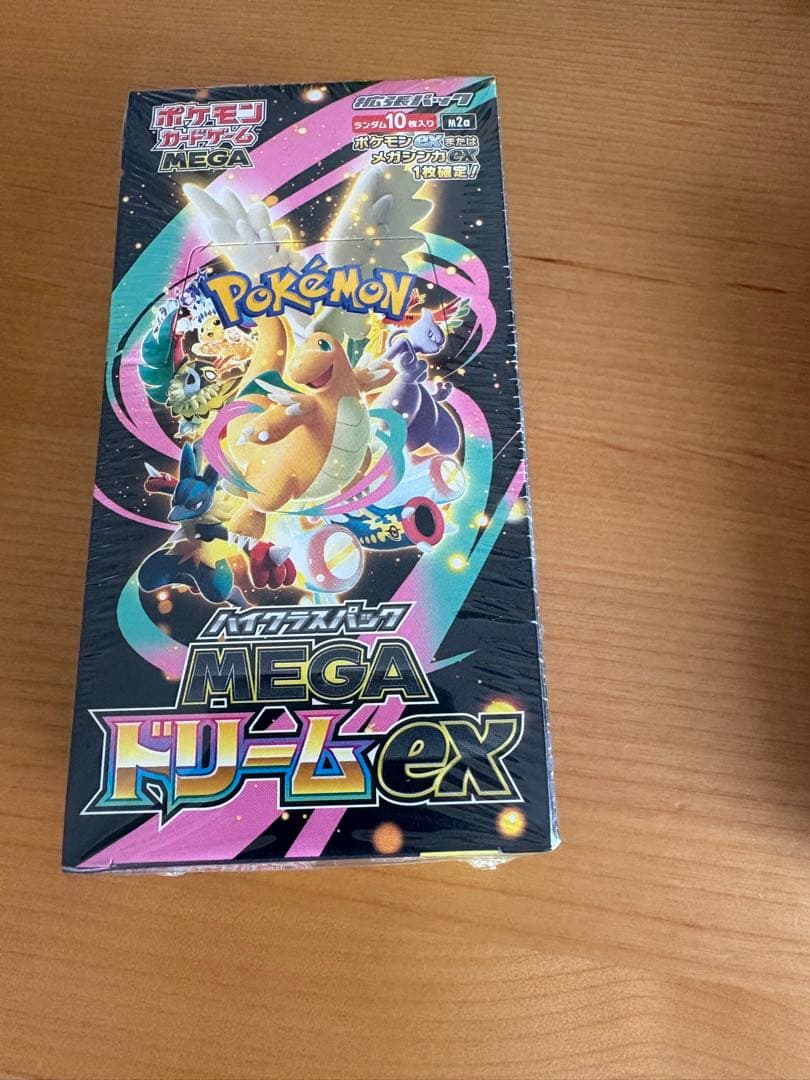 ポケモン
カードゲーム
MEGA
拡張パック
ランダム10枚入り M2a
ポケモンexまたは
メガシンカex
1枚確定!
POKéMON
TM
ハイクラスパック
MEGA
ドリームex